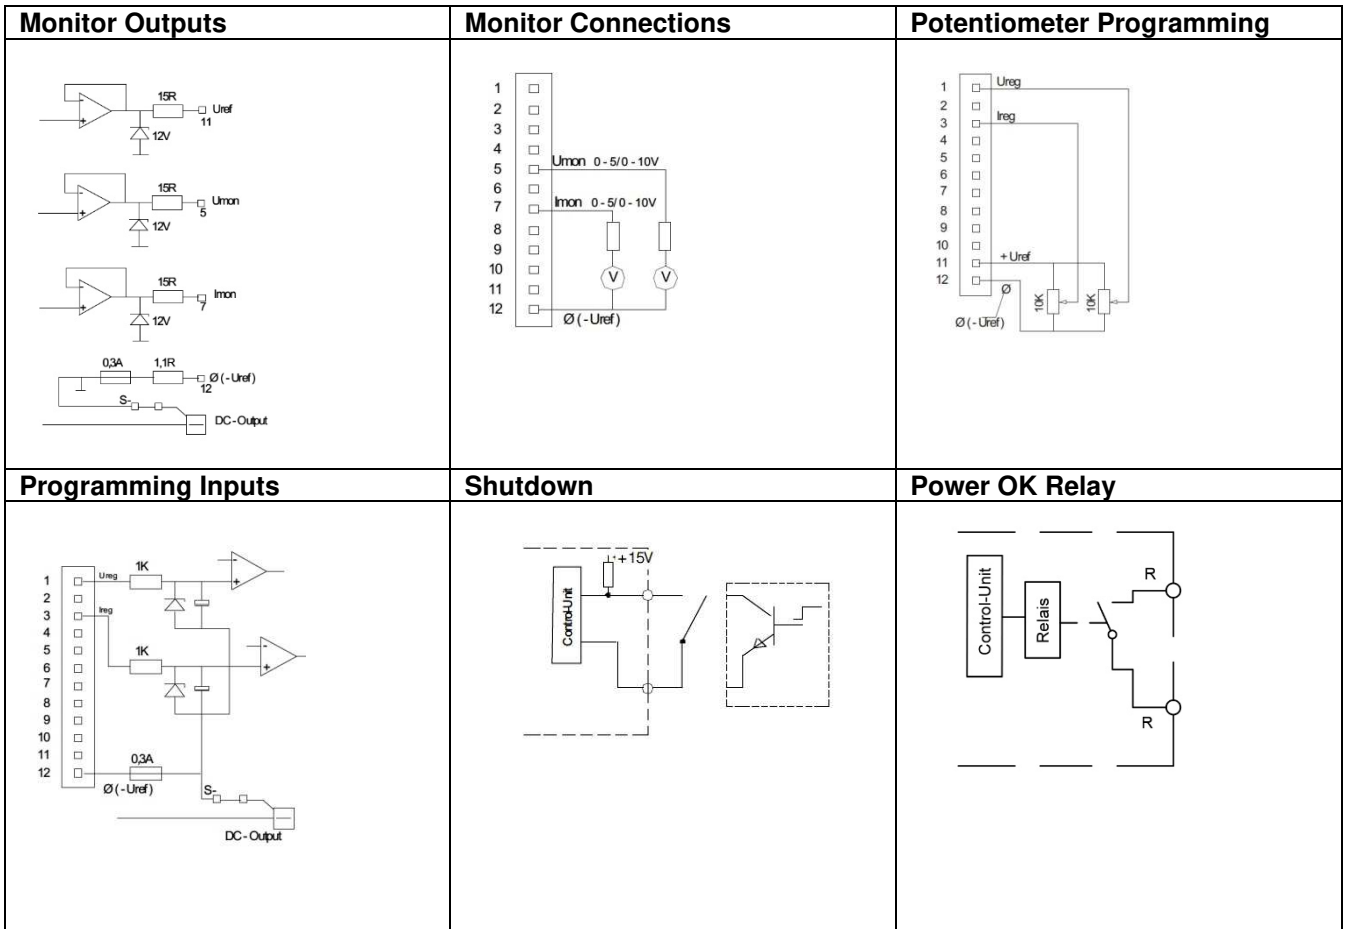 Monitor Outputs
15R
Uref
11
12V
15R
Umon
5
12V
15R
Imon
7
12V
0,3A 1,1R
Ø (-Uref)
12
S-
DC-Output
Monitor Connections
1
2
3
4
5
6
7
8
9
10
11
12
Umon 0 - 5/0 - 10V
Imon 0 - 5/0 - 10V
V V
Ø (-Uref)
Potentiometer Programming
1
2
3
4
5
6
7
8
9
10
11
12
Ureg
Ireg
+ Uref
Ø
10K 10K
Ø (-Uref)
Programming Inputs
1
2
3
4
5
6
7
8
9
10
11
12
Ureg
1K
Ireg
1K
0,3A
Ø (-Uref)
S-
DC-Output
Shutdown
+15V
Control-Unit
Power OK Relay
Control-Unit
Relais
R
R